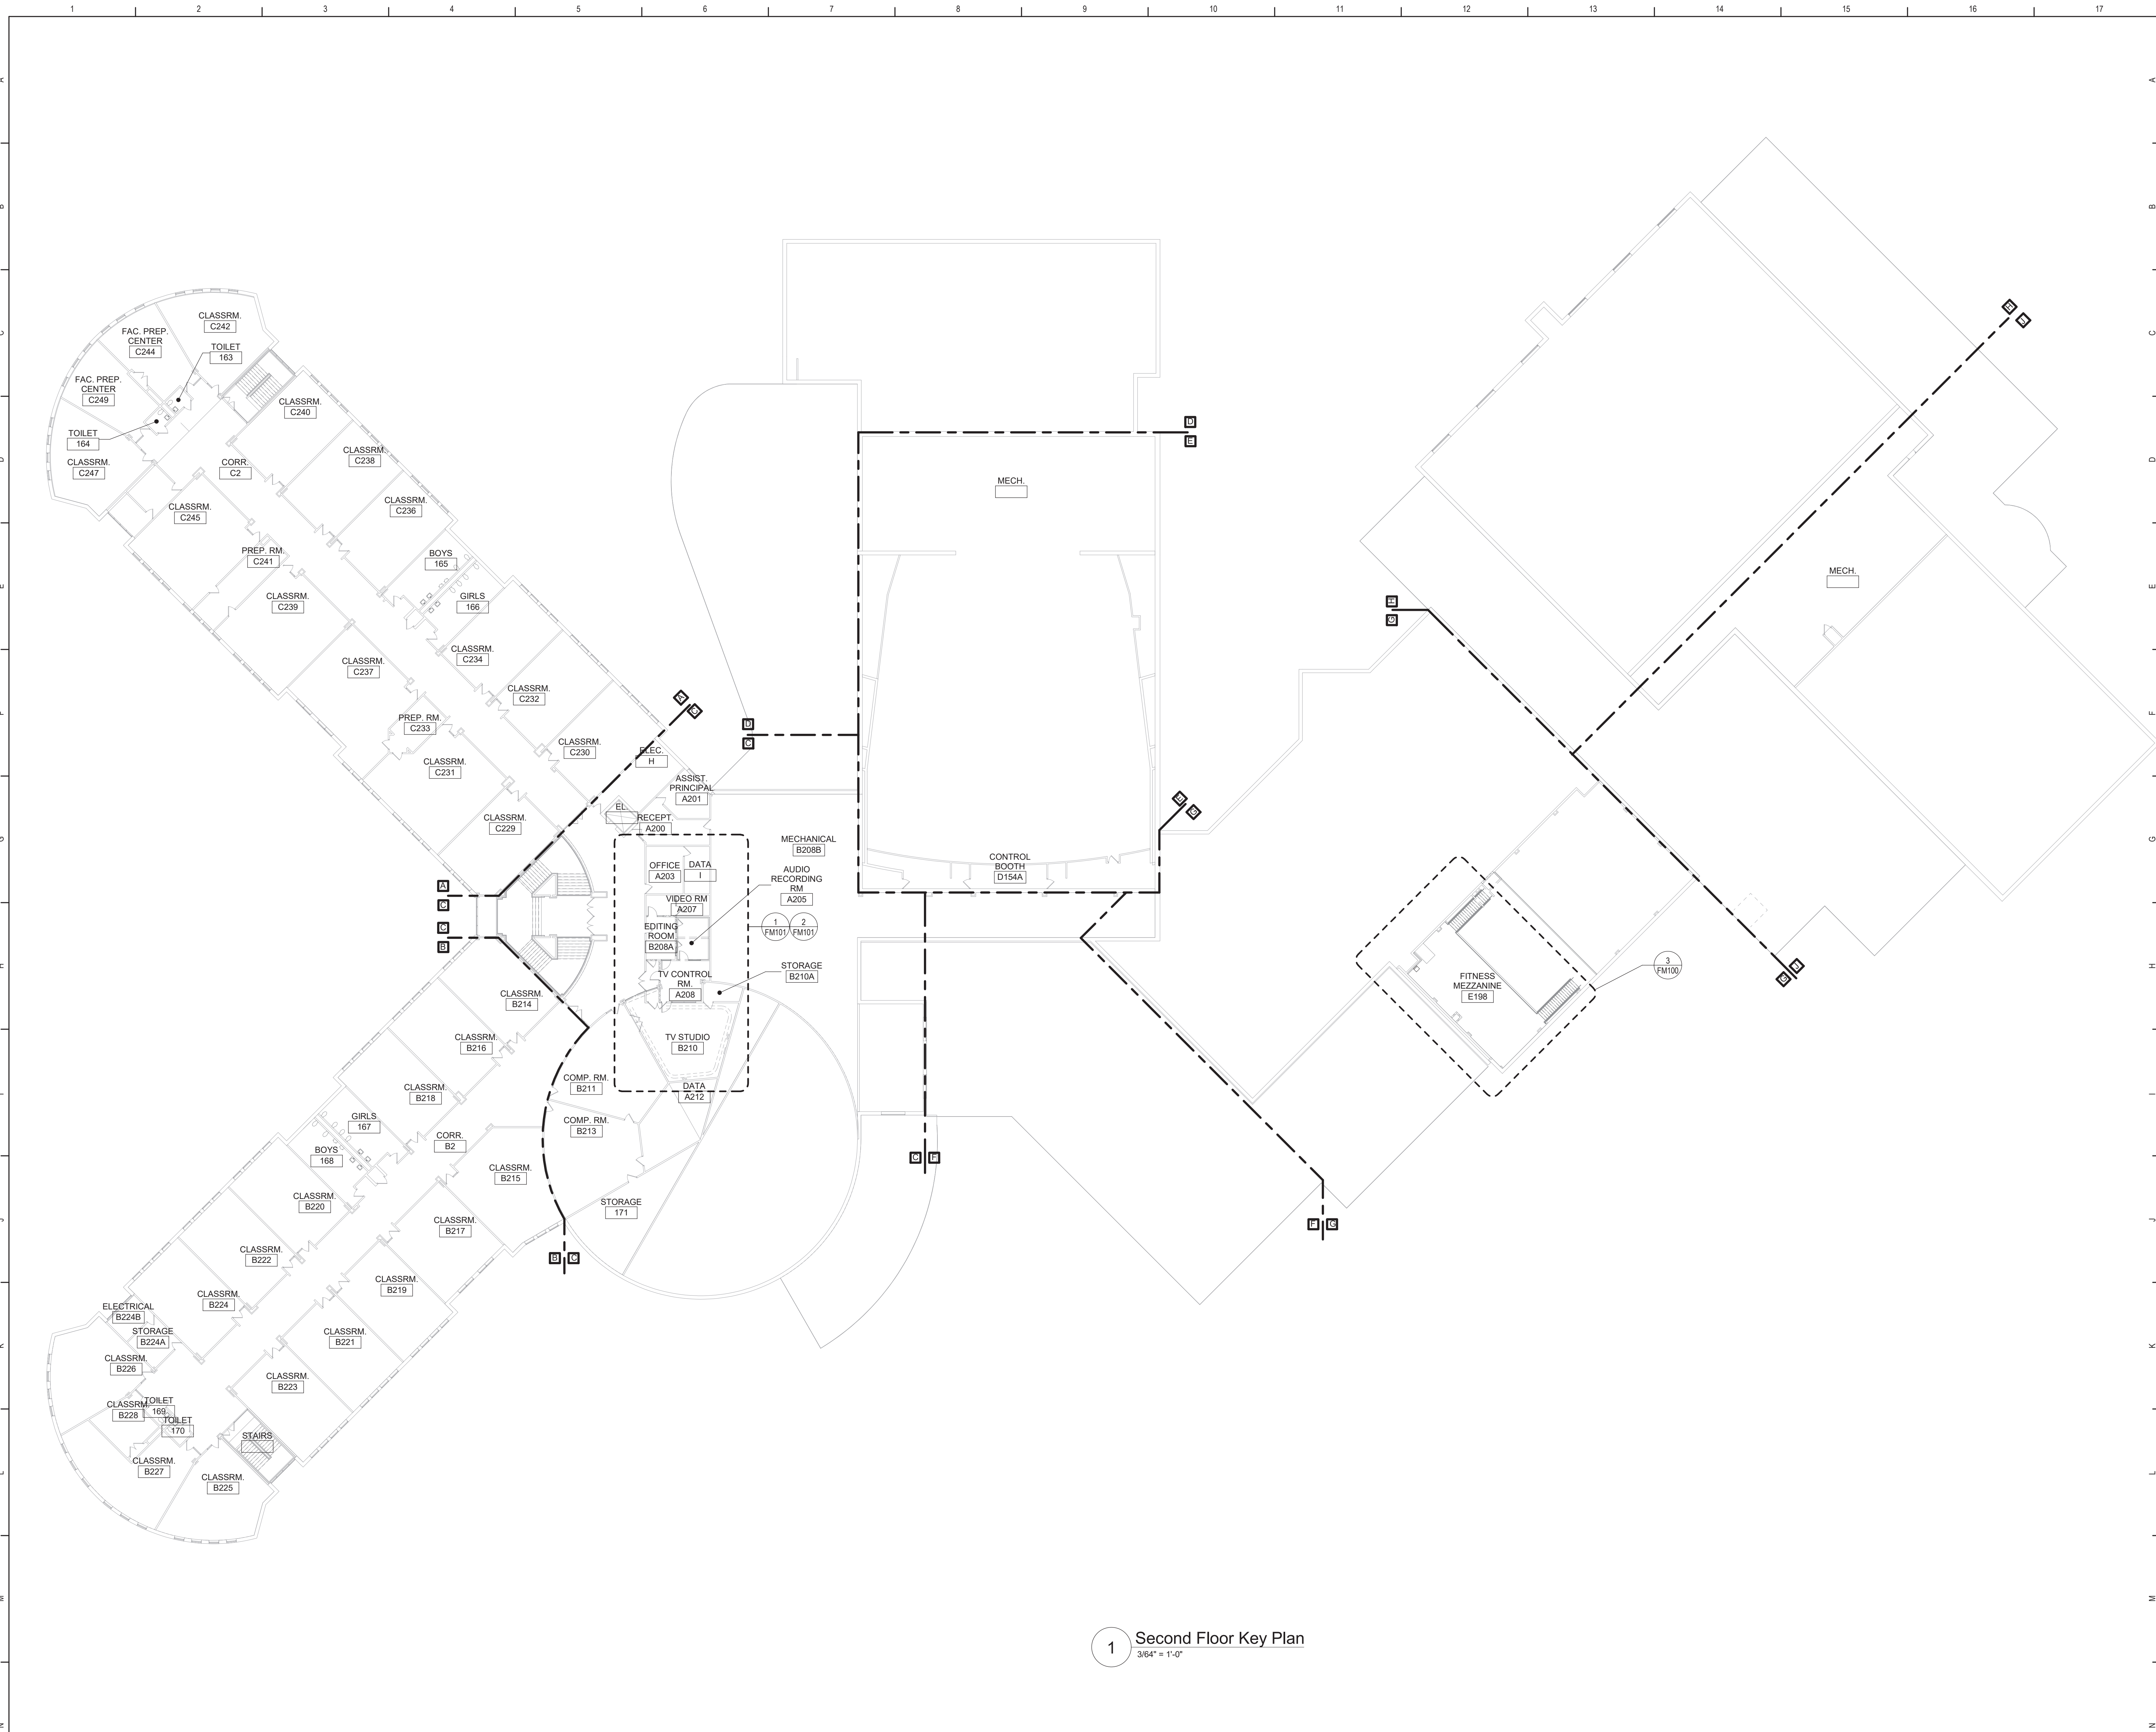 1 2 3 4 5 6 7 8 9 10 11 12 13 14 15 16 17
A A
B B
C C
D D
E E
F F
G G
H H
I I
J J
K K
L L
M M
N N
CLASSRM.
C242
FAC. PREP.
CENTER
C244
TOILET
163
FAC. PREP.
CENTER
C249
TOILET
164
CLASSRM.
C247
CLASSRM.
C240
CORR.
C2
CLASSRM.
C238
CLASSRM.
C245
CLASSRM.
C236
PREP. RM.
C241
BOYS
165
CLASSRM.
C239
GIRLS
166
CLASSRM.
C237
CLASSRM.
C234
CLASSRM.
C232
PREP. RM.
C233
CLASSRM.
C231
CLASSRM.
C230
CLASSRM.
C229
A
C
D
C
ELEC.
H
ASSIST.
PRINCIPAL
A201
EL.
RECEPT.
A200
MECHANICAL
B208B
OFFICE
A203
DATA
I
AUDIO
RECORDING
RM
A205
VIDEO RM
A207
1
FM101
2
FM101
EDITING
ROOM
B208A
STORAGE
B210A
TV CONTROL
RM.
A208
TV STUDIO
B210
DATA
A212
A
C
C
B
CLASSRM.
B214
CLASSRM.
B216
CLASSRM.
B218
COMP. RM.
B211
COMP. RM.
B213
GIRLS
167
CORR.
B2
BOYS
168
CLASSRM.
B215
CLASSRM.
B220
STORAGE
171
CLASSRM.
B217
CLASSRM.
B222
B
C
CLASSRM.
B219
CLASSRM.
B224
ELECTRICAL
B224B
STORAGE
B224A
CLASSRM.
B221
CLASSRM.
B226
CLASSRM.
B223
TOILET
169
CLASSRM.
B228
TOILET
170
STAIRS
CLASSRM.
B227
CLASSRM.
B225
D
E
MECH.
CONTROL
BOOTH
D154A
E
G
C
F
F
G
H
G
H
J
MECH.
G
J
FITNESS
MEZZANINE
E198
3
FM100
1
Second Floor Key Plan
3/64" = 1'-0"